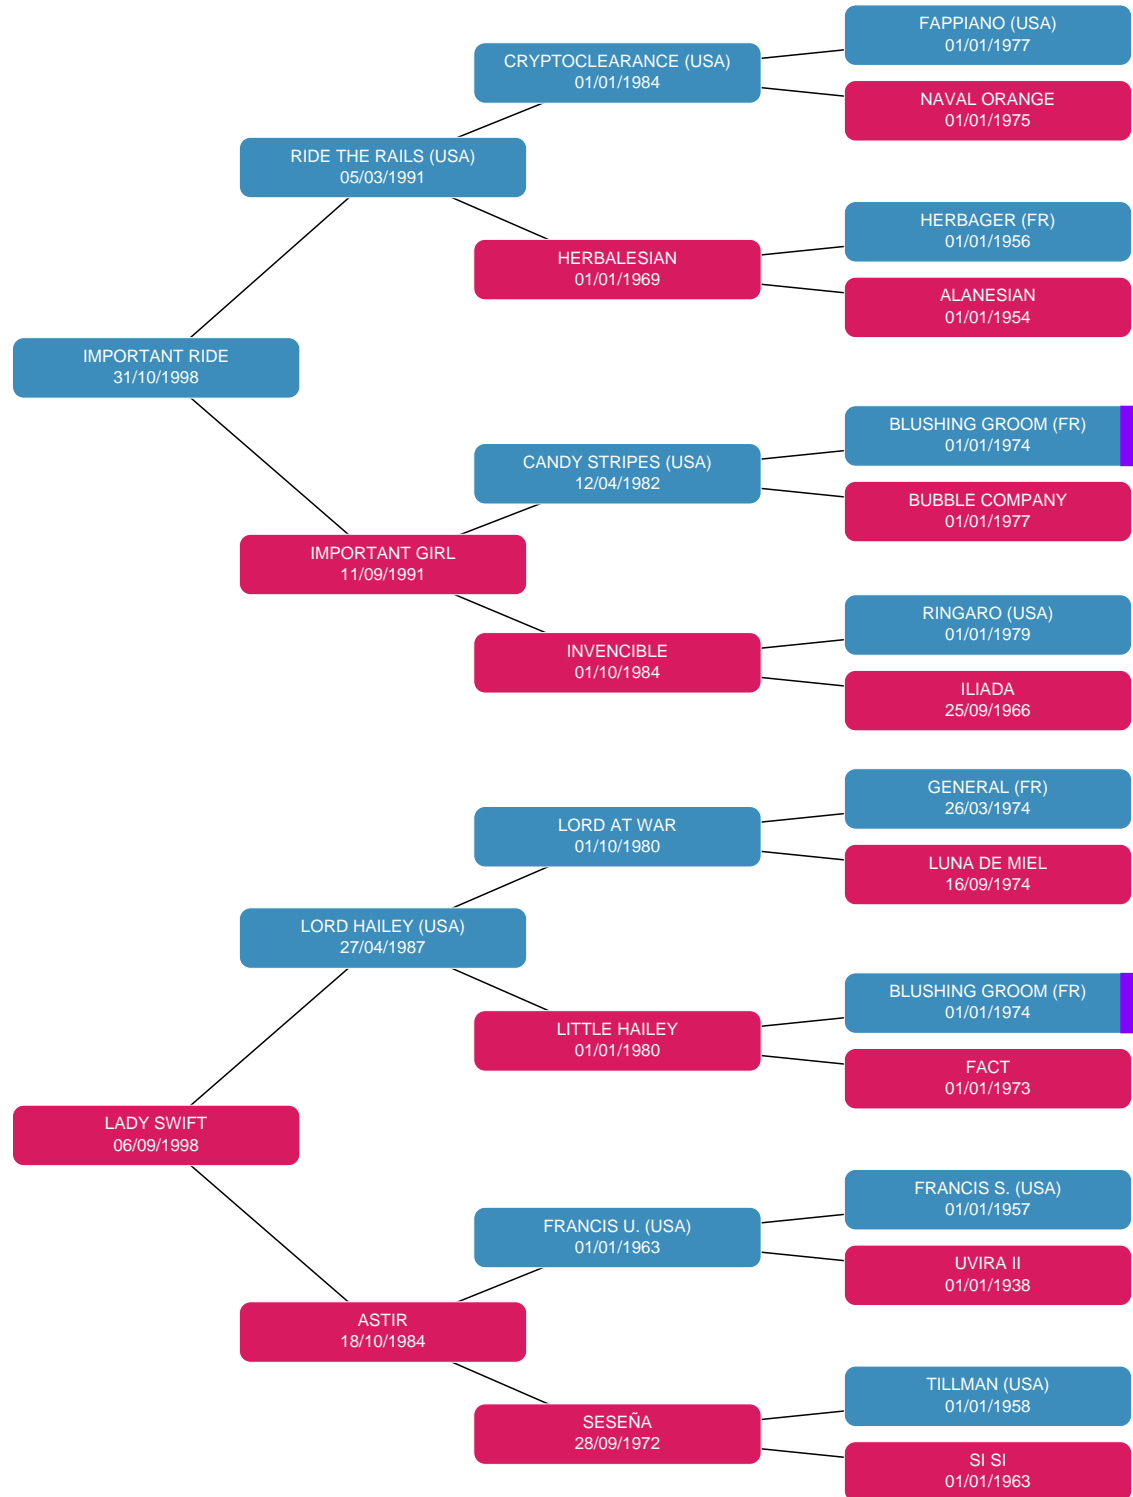 FAPPIANO (USA)
01/01/1977
CRYPTOCLEARANCE (USA)
01/01/1984
NAVAL ORANGE
01/01/1975
RIDE THE RAILS (USA)
05/03/1991
HERBAGER (FR)
01/01/1956
HERBALESIAN
01/01/1969
ALANESIAN
01/01/1954
IMPORTANT RIDE
31/10/1998
BLUSHING GROOM (FR)
01/01/1974
CANDY STRIPES (USA)
12/04/1982
BUBBLE COMPANY
01/01/1977
IMPORTANT GIRL
11/09/1991
RINGARO (USA)
01/01/1979
INVENCIBLE
01/10/1984
ILIADA
25/09/1966
GENERAL (FR)
26/03/1974
LORD AT WAR
01/10/1980
LUNA DE MIEL
16/09/1974
LORD HAILEY (USA)
27/04/1987
BLUSHING GROOM (FR)
01/01/1974
LITTLE HAILEY
01/01/1980
FACT
01/01/1973
LADY SWIFT
06/09/1998
FRANCIS S. (USA)
01/01/1957
FRANCIS U. (USA)
01/01/1963
UVIRA II
01/01/1938
ASTIR
18/10/1984
TILLMAN (USA)
01/01/1958
SESEÑA
28/09/1972
SI SI
01/01/1963